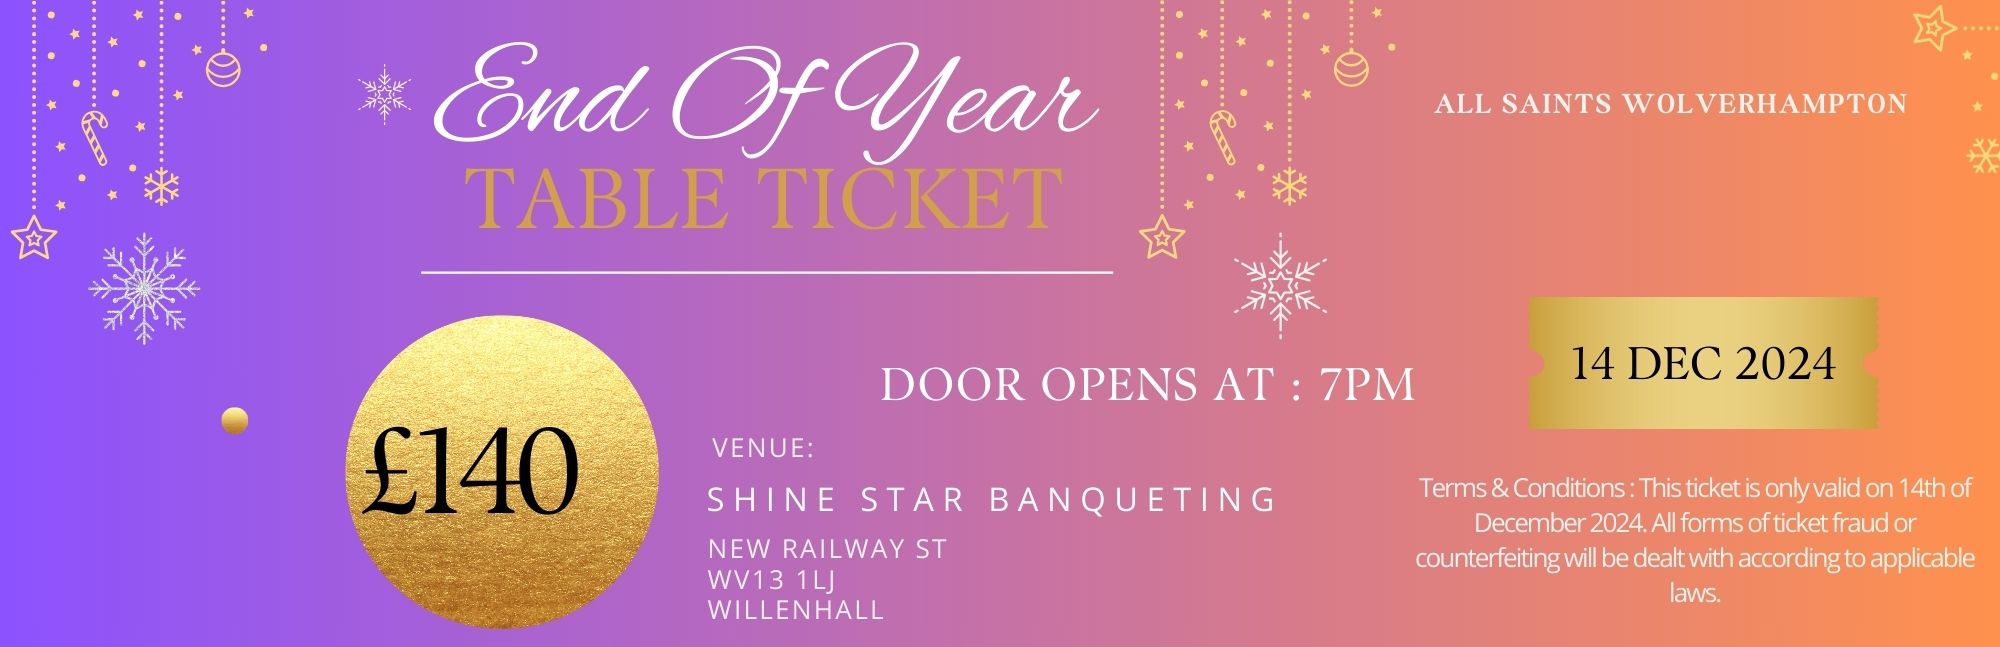 End Of Year
TABLE TICKET
ALL SAINTS WOLVERHAMPTON
14 DEC 2024
DOOR OPENS AT : 7PM
£140
VENUE:
SHINE STAR BANQUETING
NEW RAILWAY ST
WV13 1LJ
WILLENHALL
Terms & Conditions : This ticket is only valid on 14th of
December 2024. All forms of ticket fraud or
counterfeiting will be dealt with according to applicable
laws.